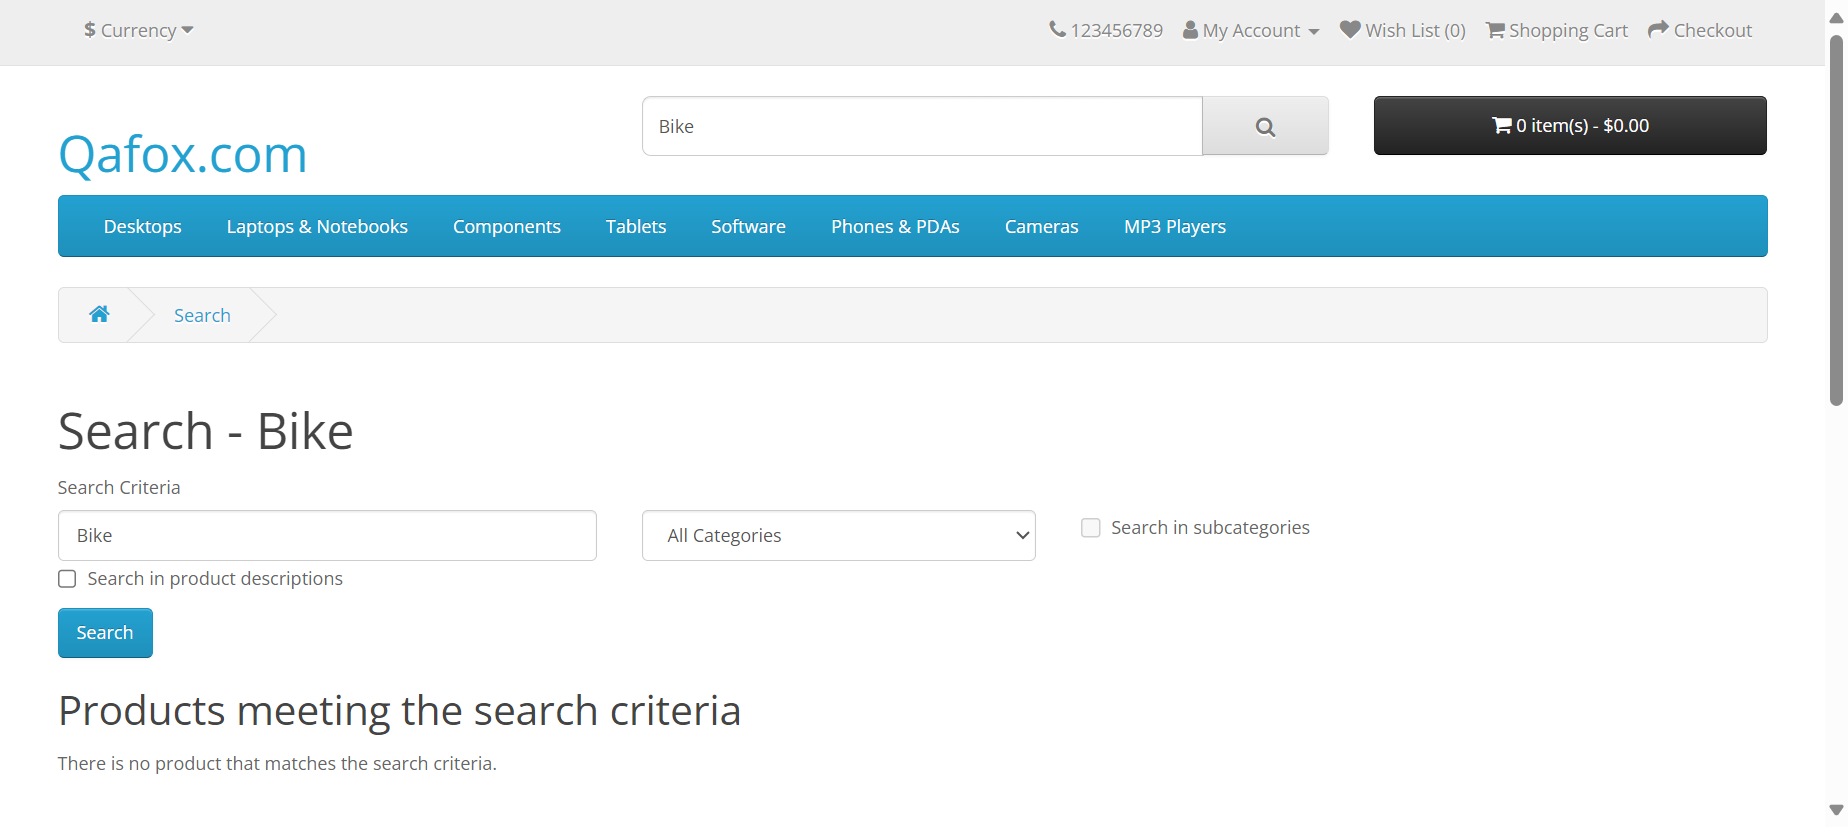 $ Currency
123456789 My Account Wish List (0) Shopping Cart Checkout
Qafox.com
Bike
0 item(s) - $0.00
Desktops Laptops & Notebooks Components Tablets Software Phones & PDAs Cameras MP3 Players
Search
Search - Bike
Search Criteria
Bike
All Categories
Search in subcategories
Search in product descriptions
Search
Products meeting the search criteria
There is no product that matches the search criteria.